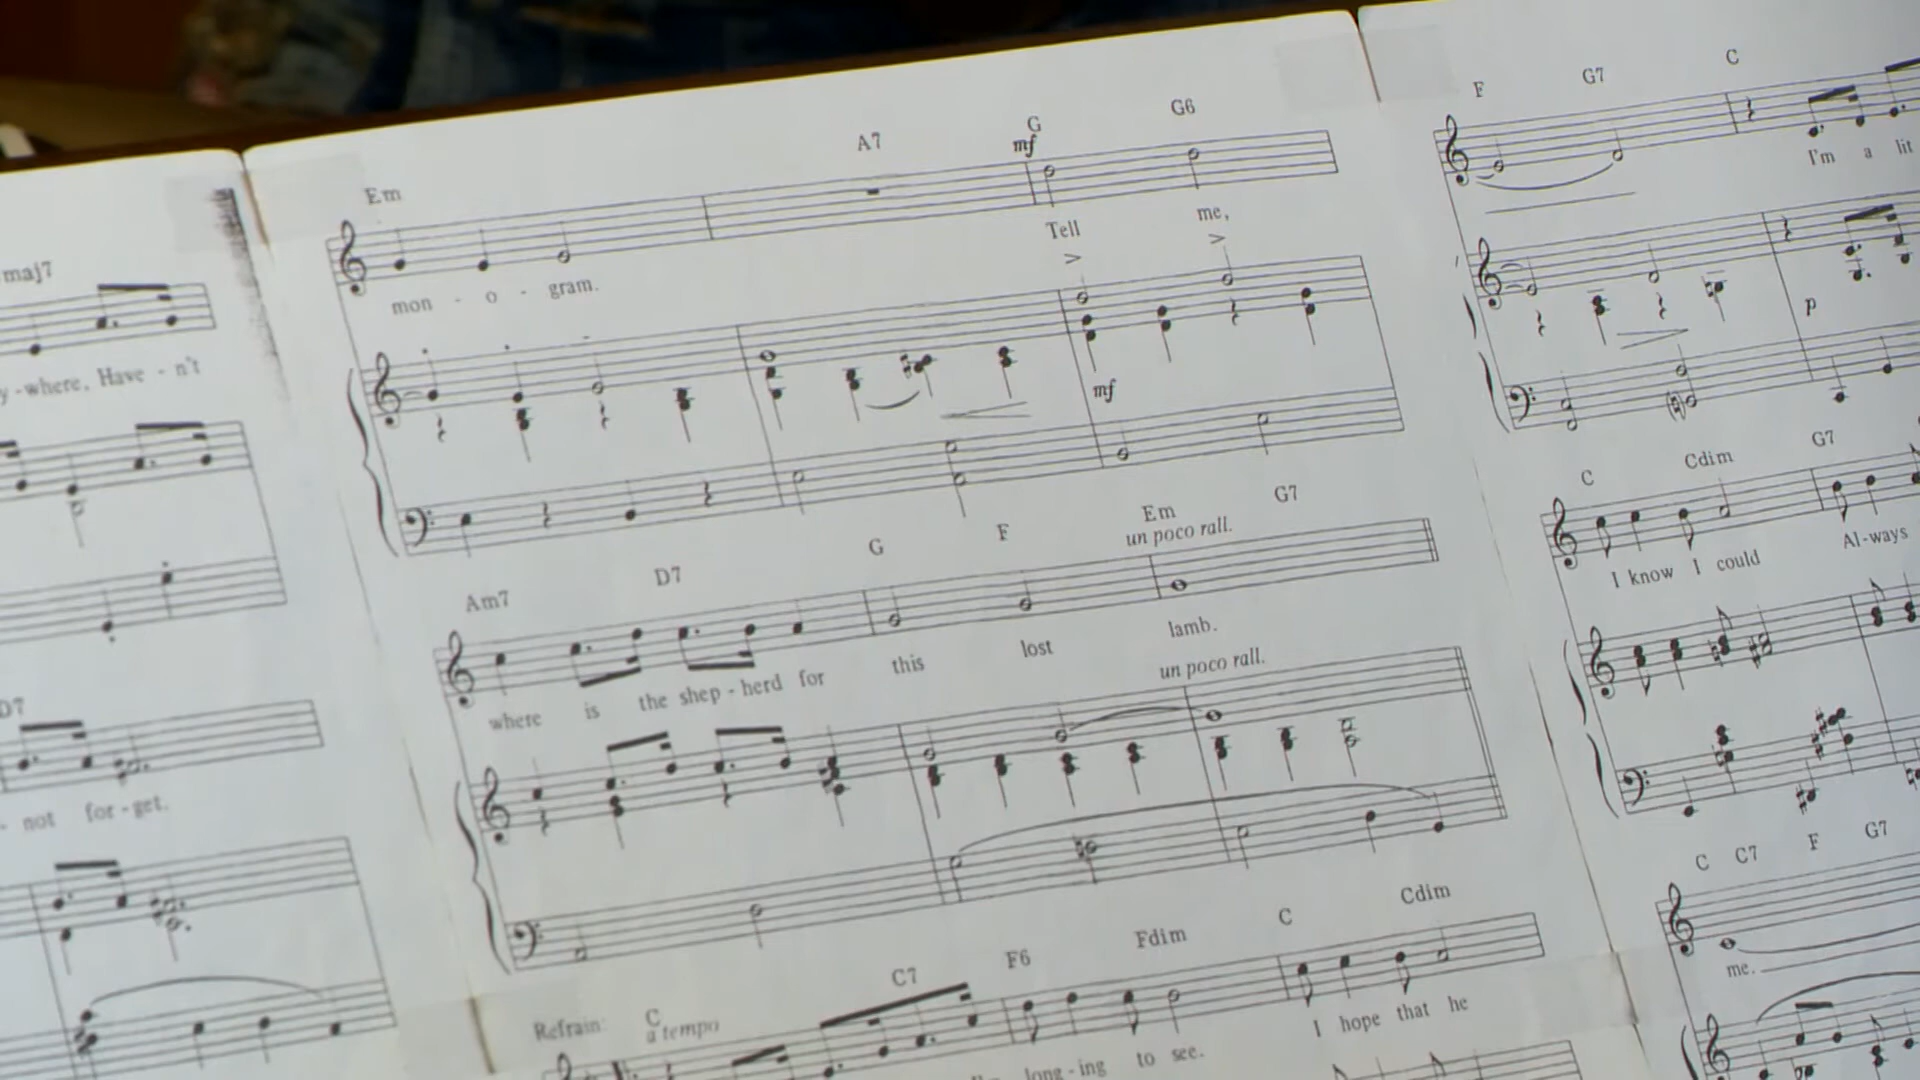 maj7
y-where. Have - n't
D7
- not for-get.
Em A7 G G6
mf
mon - o - gram. Tell me,
mf
Am7 D7 G F Em G7
un poco rall.
where is the shep-herd for this lost lamb.
un poco rall.
Refrain: C C7 F6 Fdim C Cdim
a tempo
long-ing to see. I hope that he
F G7 C
I'm a lit
p
C Cdim G7
I know I could Al-ways
C C7 F G7
me.